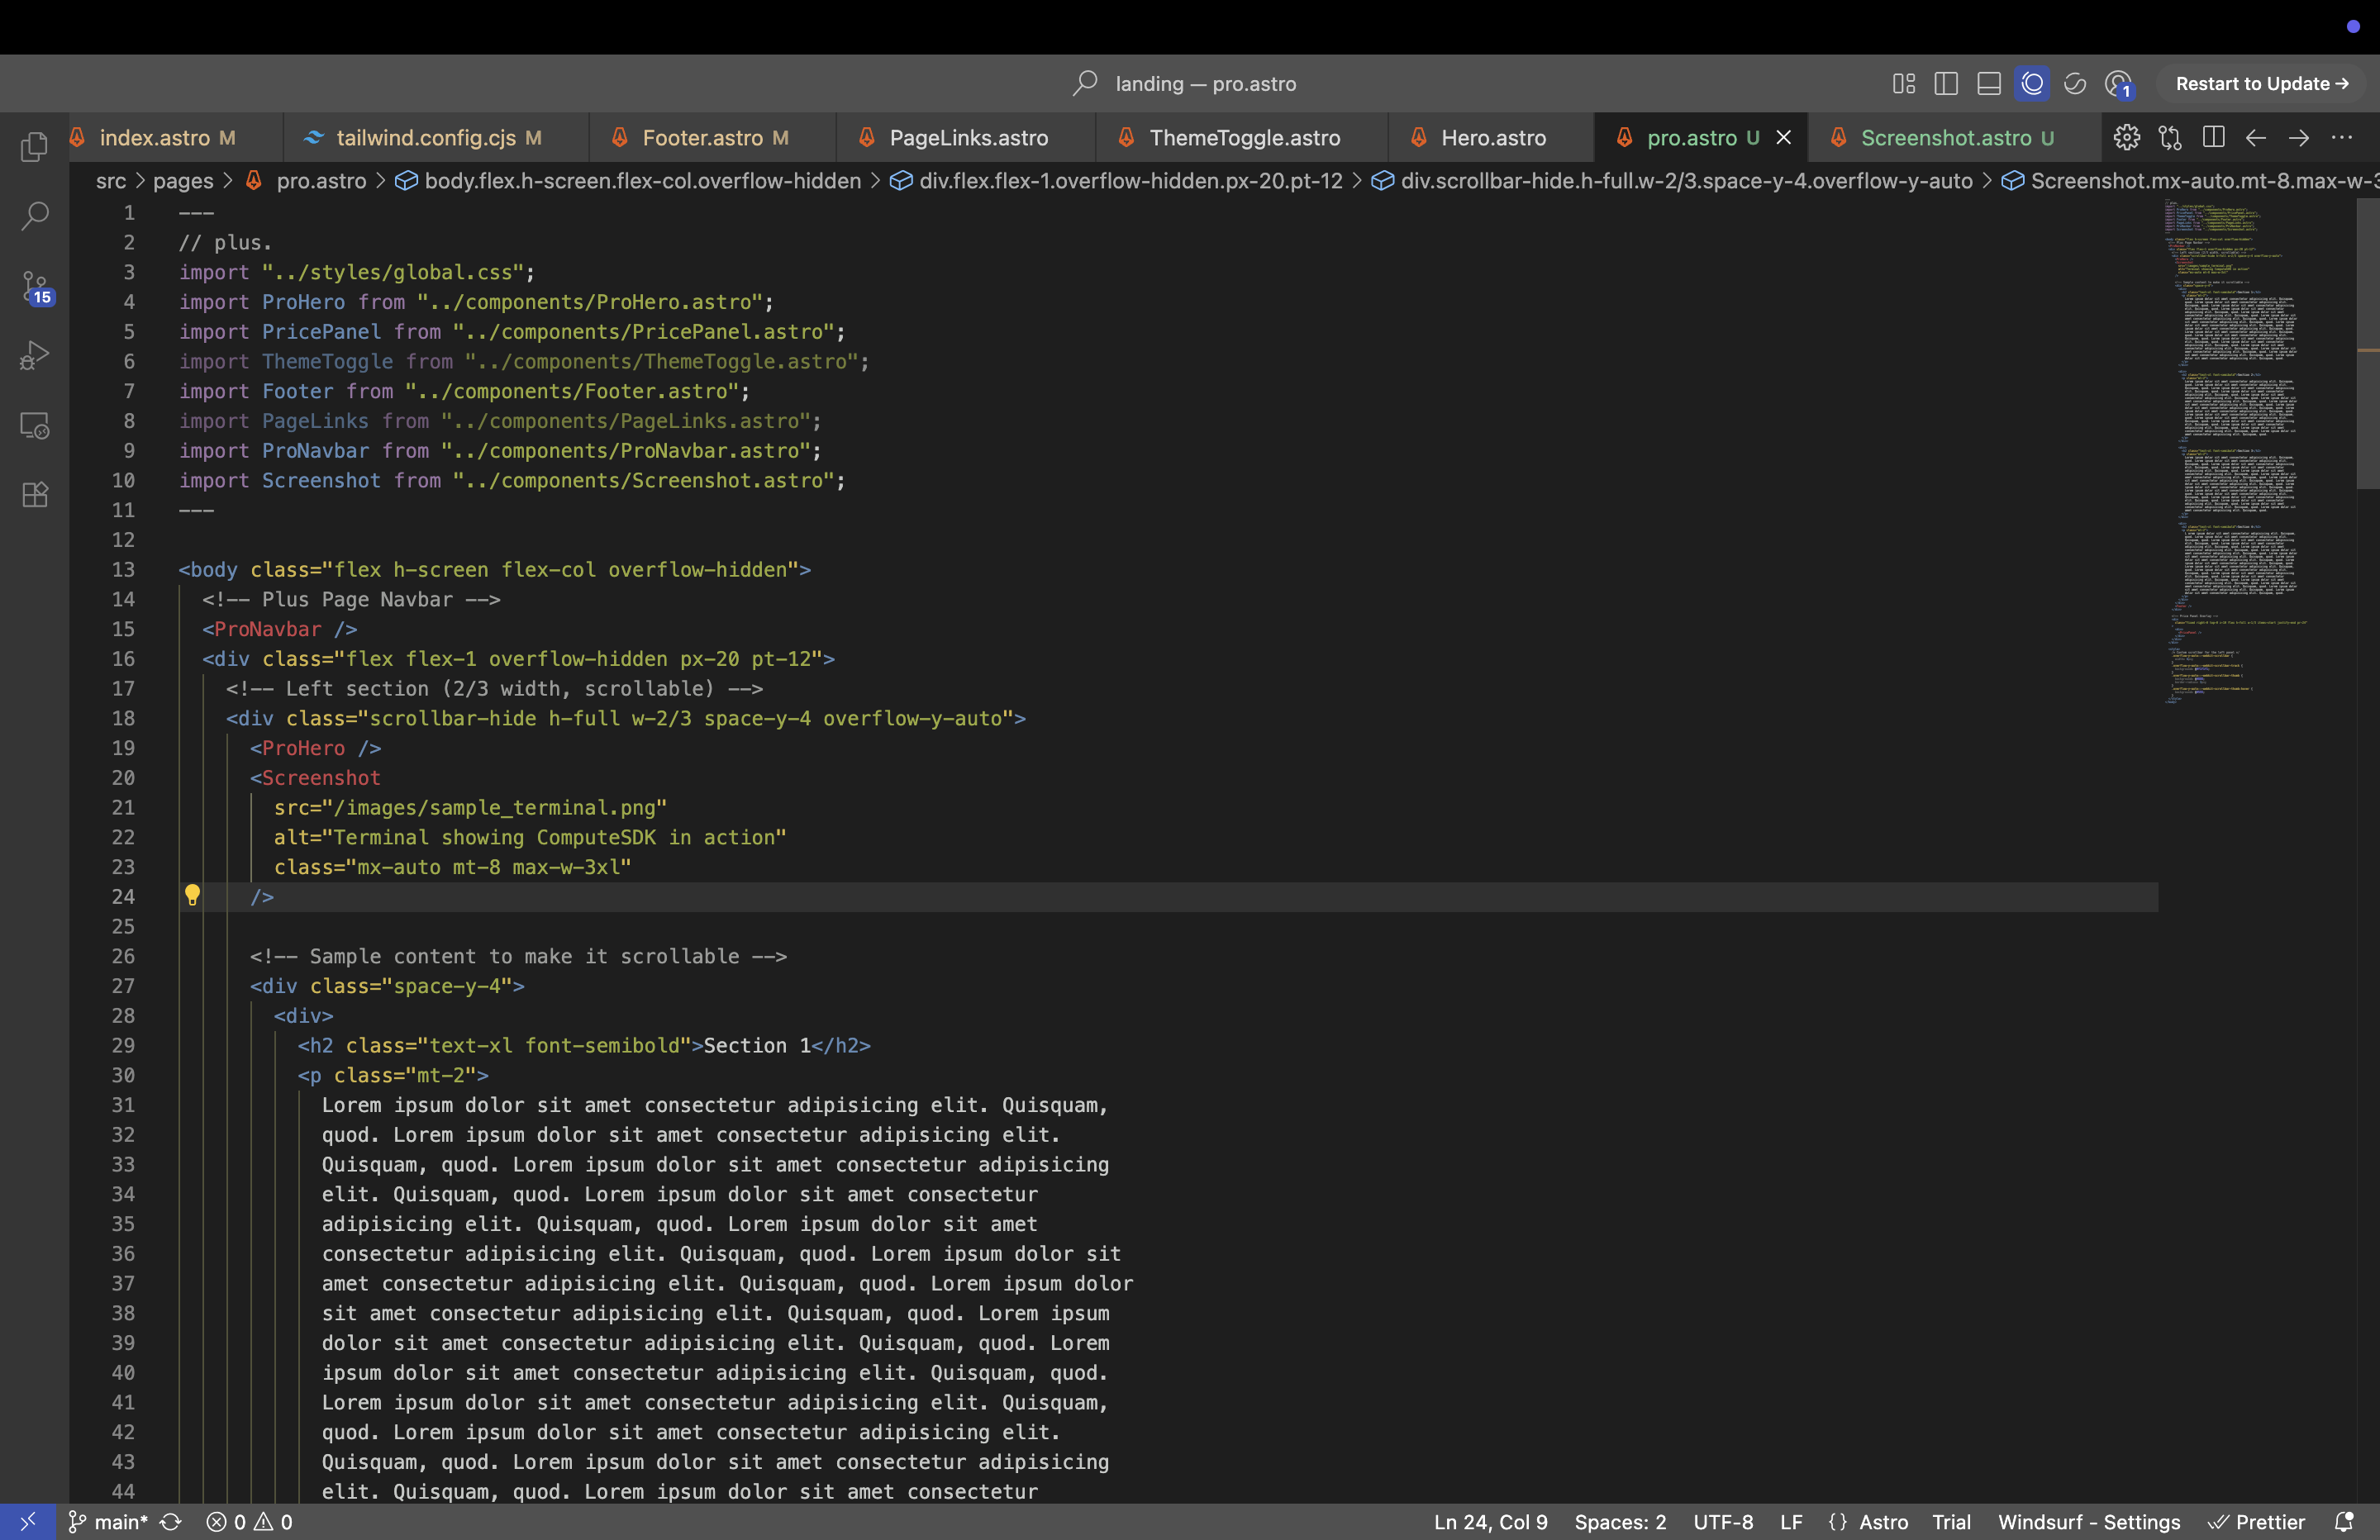 landing — pro.astro
1
Restart to Update →
index.astro M
tailwind.config.cjs M
Footer.astro M
PageLinks.astro
ThemeToggle.astro
Hero.astro
pro.astro U
Screenshot.astro U
src > pages > pro.astro > body.flex.h-screen.flex-col.overflow-hidden > div.flex.flex-1.overflow-hidden.px-20.pt-12 > div.scrollbar-hide.h-full.w-2/3.space-y-4.overflow-y-auto > Screenshot.mx-auto.mt-8.max-w-3
15
1 ---
2 // plus.
3 import "../styles/global.css";
4 import ProHero from "../components/ProHero.astro";
5 import PricePanel from "../components/PricePanel.astro";
6 import ThemeToggle from "../components/ThemeToggle.astro";
7 import Footer from "../components/Footer.astro";
8 import PageLinks from "../components/PageLinks.astro";
9 import ProNavbar from "../components/ProNavbar.astro";
10 import Screenshot from "../components/Screenshot.astro";
11 ---
12
13 <body class="flex h-screen flex-col overflow-hidden">
14 <!-- Plus Page Navbar -->
15 <ProNavbar />
16 <div class="flex flex-1 overflow-hidden px-20 pt-12">
17 <!-- Left section (2/3 width, scrollable) -->
18 <div class="scrollbar-hide h-full w-2/3 space-y-4 overflow-y-auto">
19 <ProHero />
20 <Screenshot
21 src="/images/sample_terminal.png"
22 alt="Terminal showing ComputeSDK in action"
23 class="mx-auto mt-8 max-w-3xl"
24 />
25
26 <!-- Sample content to make it scrollable -->
27 <div class="space-y-4">
28 <div>
29 <h2 class="text-xl font-semibold">Section 1</h2>
30 <p class="mt-2">
31 Lorem ipsum dolor sit amet consectetur adipisicing elit. Quisquam,
32 quod. Lorem ipsum dolor sit amet consectetur adipisicing elit.
33 Quisquam, quod. Lorem ipsum dolor sit amet consectetur adipisicing
34 elit. Quisquam, quod. Lorem ipsum dolor sit amet consectetur
35 adipisicing elit. Quisquam, quod. Lorem ipsum dolor sit amet
36 consectetur adipisicing elit. Quisquam, quod. Lorem ipsum dolor sit
37 amet consectetur adipisicing elit. Quisquam, quod. Lorem ipsum dolor
38 sit amet consectetur adipisicing elit. Quisquam, quod. Lorem ipsum
39 dolor sit amet consectetur adipisicing elit. Quisquam, quod. Lorem
40 ipsum dolor sit amet consectetur adipisicing elit. Quisquam, quod.
41 Lorem ipsum dolor sit amet consectetur adipisicing elit. Quisquam,
42 quod. Lorem ipsum dolor sit amet consectetur adipisicing elit.
43 Quisquam, quod. Lorem ipsum dolor sit amet consectetur adipisicing
44 elit. Quisquam, quod. Lorem ipsum dolor sit amet consectetur
main* 0 0 Ln 24, Col 9 Spaces: 2 UTF-8 LF {} Astro Trial Windsurf - Settings Prettier